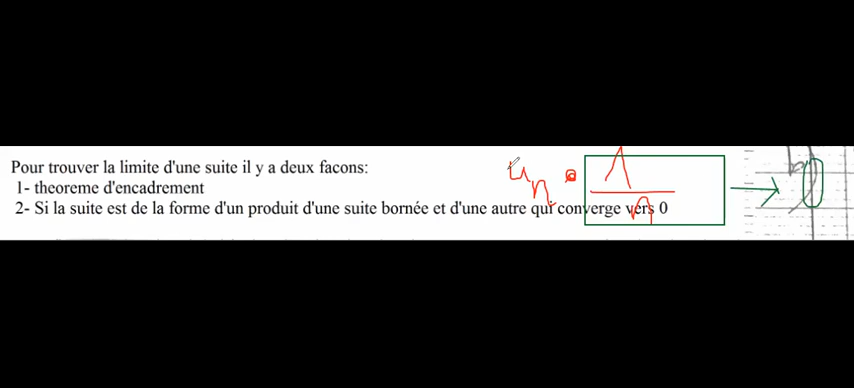 Pour trouver la limite d'une suite il y a deux facons:
1- theoreme d'encadrement
2- Si la suite est de la forme d'un produit d'une suite bornée et d'une autre qui converge vers 0
u_n • 1/n → 0